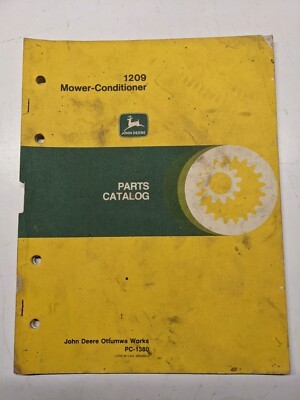 1209
Mower-Conditioner
JOHN DEERE
PARTS
CATALOG
John Deere Ottumwa Works
PC-1380